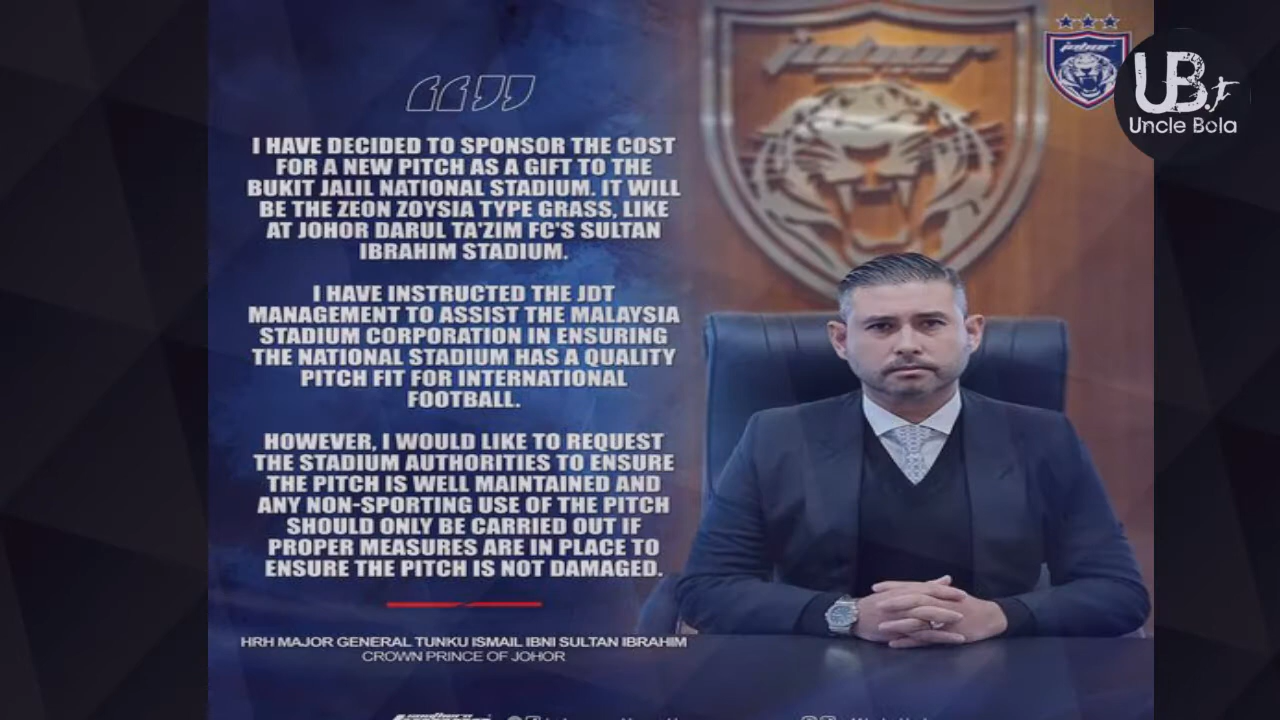 johor
johor
UB.
Uncle Bola
I HAVE DECIDED TO SPONSOR THE COST
FOR A NEW PITCH AS A GIFT TO THE
BUKIT JALIL NATIONAL STADIUM. IT WILL
BE THE ZEON ZOYSIA TYPE GRASS, LIKE
AT JOHOR DARUL TA'ZIM FC'S SULTAN
IBRAHIM STADIUM.
I HAVE INSTRUCTED THE JDT
MANAGEMENT TO ASSIST THE MALAYSIA
STADIUM CORPORATION IN ENSURING
THE NATIONAL STADIUM HAS A QUALITY
PITCH FIT FOR INTERNATIONAL
FOOTBALL.
HOWEVER, I WOULD LIKE TO REQUEST
THE STADIUM AUTHORITIES TO ENSURE
THE PITCH IS WELL MAINTAINED AND
ANY NON-SPORTING USE OF THE PITCH
SHOULD ONLY BE CARRIED OUT IF
PROPER MEASURES ARE IN PLACE TO
ENSURE THE PITCH IS NOT DAMAGED.
HRH MAJOR GENERAL TUNKU ISMAIL IBNI SULTAN IBRAHIM
CROWN PRINCE OF JOHOR